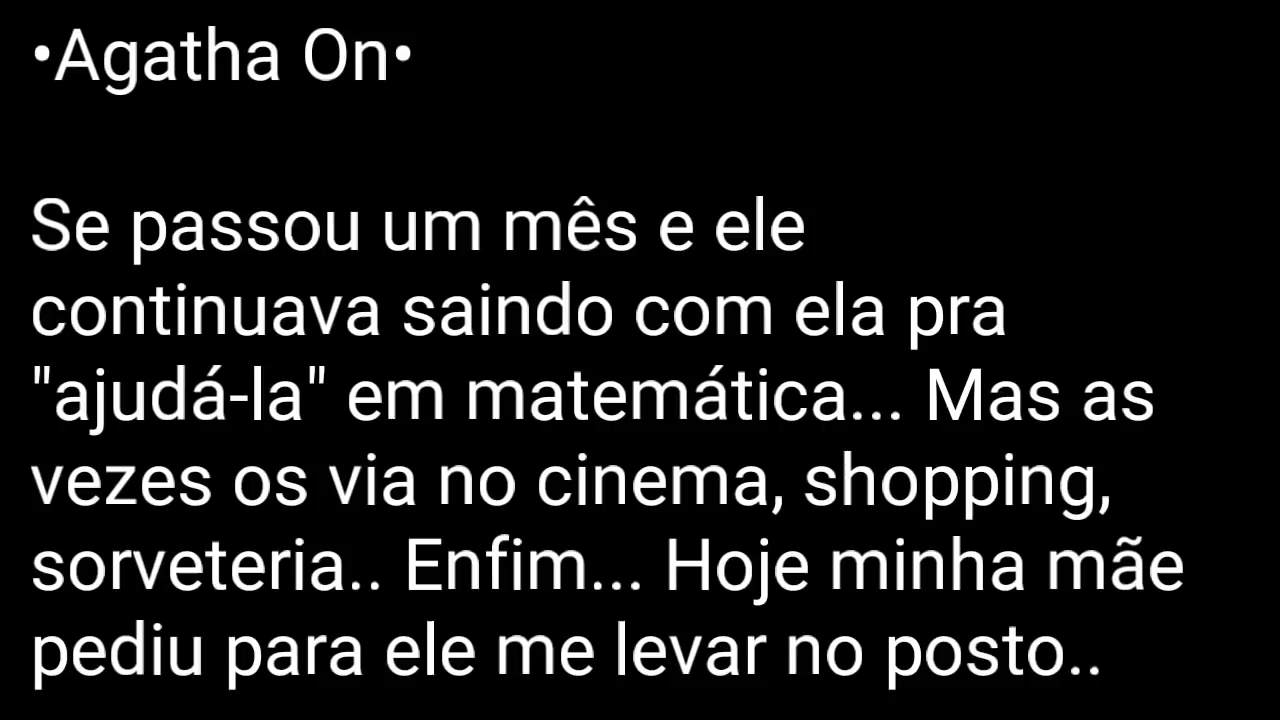 •Agatha On•
Se passou um mês e ele
continuava saindo com ela pra
"ajudá-la" em matemática... Mas as
vezes os via no cinema, shopping,
sorveteria.. Enfim... Hoje minha mãe
pediu para ele me levar no posto..